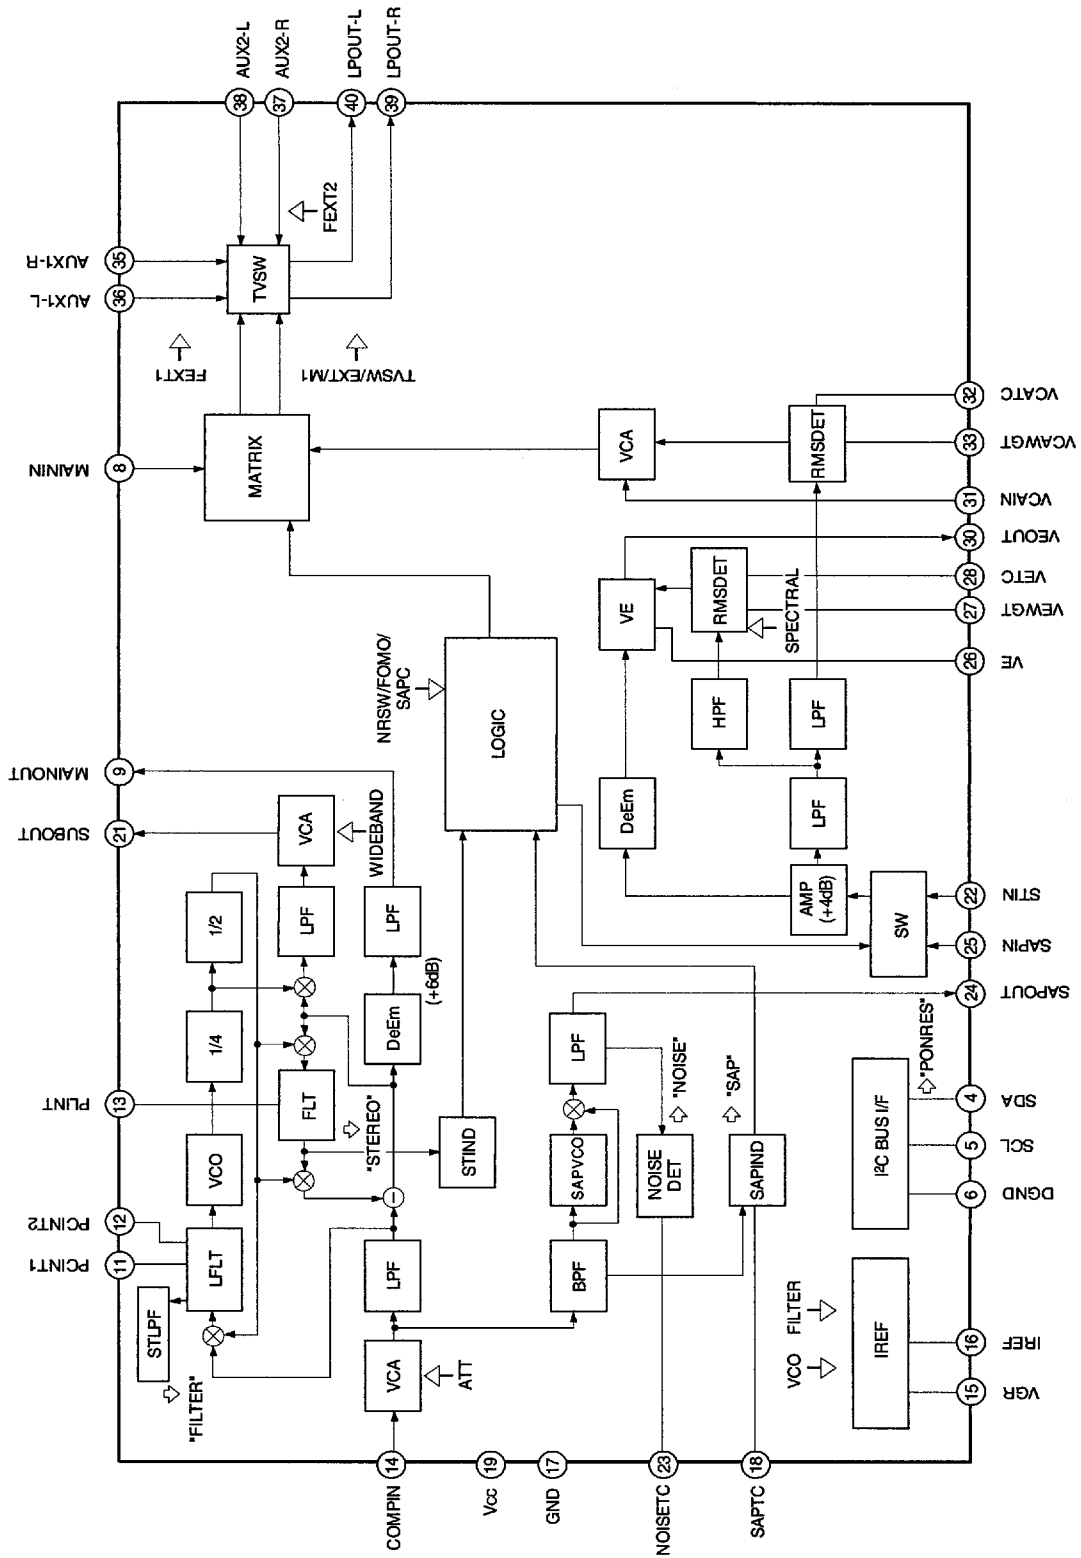 AUX2-L
AUX2-R
LPOUT-L
LPOUT-R
38
37
40
39
AUX1-R
35
AUX1-L
36
TVSW
FEXT2
FEXT1
TVSW/EXT/M1
MAININ
8
MATRIX
VCA
RMSDET
32
VCATC
33
VCAWGT
31
VCAIN
30
VEOUT
28
VETC
27
VEWGT
26
VE
VE
RMSDET
SPECTRAL
HPF
LPF
NRSW/FOMO/
SAPC
LOGIC
MAINOUT
9
SUBOUT
21
VCA
WIDEBAND
1/2
LPF
LPF
(+6dB)
DeEm
LPF
AMP
(+4dB)
SW
22
STIN
25
SAPIN
24
SAPOUT
1/4
DeEm
PLINT
13
FLT
"STEREO"
STIND
VCO
PCINT2
12
PCINT1
11
LFLT
STLPF
"FILTER"
LPF
VCA
ATT
LPF
SAPVCO
BPF
"NOISE"
NOISE
DET
"SAP"
SAPIND
"PONRES"
I²C BUS I/F
4
SDA
5
SCL
6
DGND
VCO
FILTER
IREF
16
IREF
15
VGR
14
COMPIN
19
Vcc
17
GND
23
NOISETC
18
SAPTC